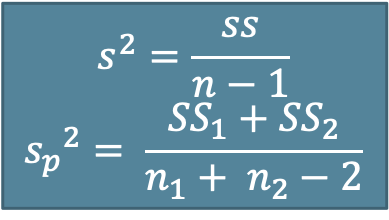 s² = ss / n − 1
sₚ² = SS₁ + SS₂ / n₁ + n₂ − 2